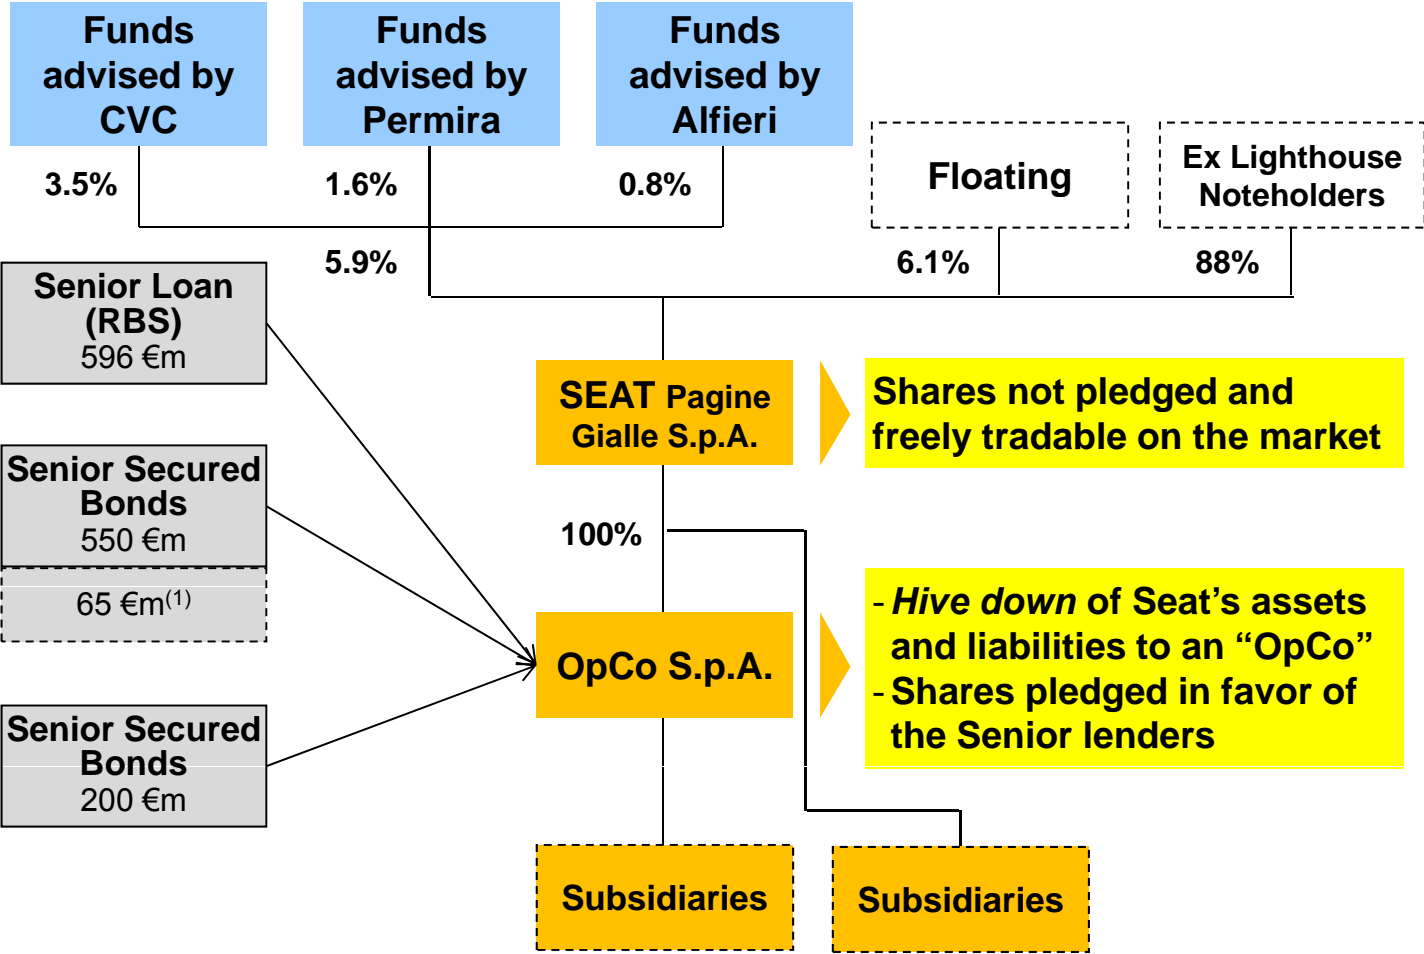 Funds
advised by
CVC
Funds
advised by
Permira
Funds
advised by
Alfieri
Floating
Ex Lighthouse
Noteholders
3.5%
1.6%
0.8%
5.9%
6.1%
88%
Senior Loan
(RBS)
596 €m
SEAT Pagine
Gialle S.p.A.
Shares not pledged and
freely tradable on the market
Senior Secured
Bonds
550 €m
65 €m(1)
100%
OpCo S.p.A.
- Hive down of Seat’s assets
and liabilities to an “OpCo”
- Shares pledged in favor of
the Senior lenders
Senior Secured
Bonds
200 €m
Subsidiaries
Subsidiaries